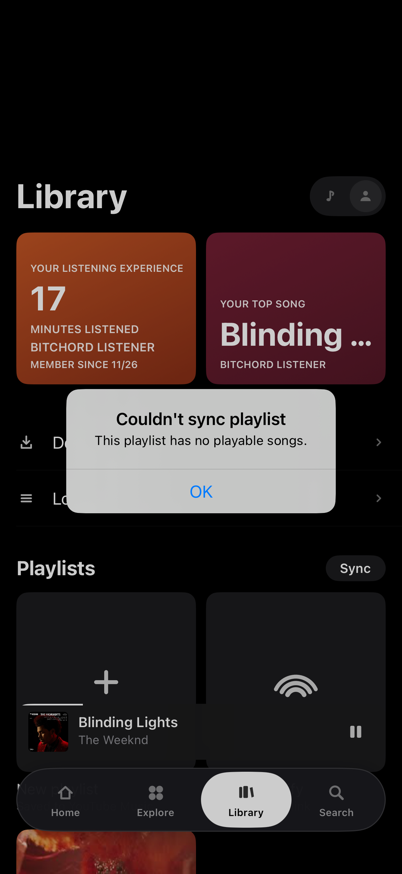 Library
YOUR LISTENING EXPERIENCE
17
MINUTES LISTENED
BITCHORD LISTENER
MEMBER SINCE 11/26
YOUR TOP SONG
Blinding ...
BITCHORD LISTENER
Couldn't sync playlist
This playlist has no playable songs.
OK
Playlists
Sync
Blinding Lights
The Weeknd
Home
Explore
Library
Search